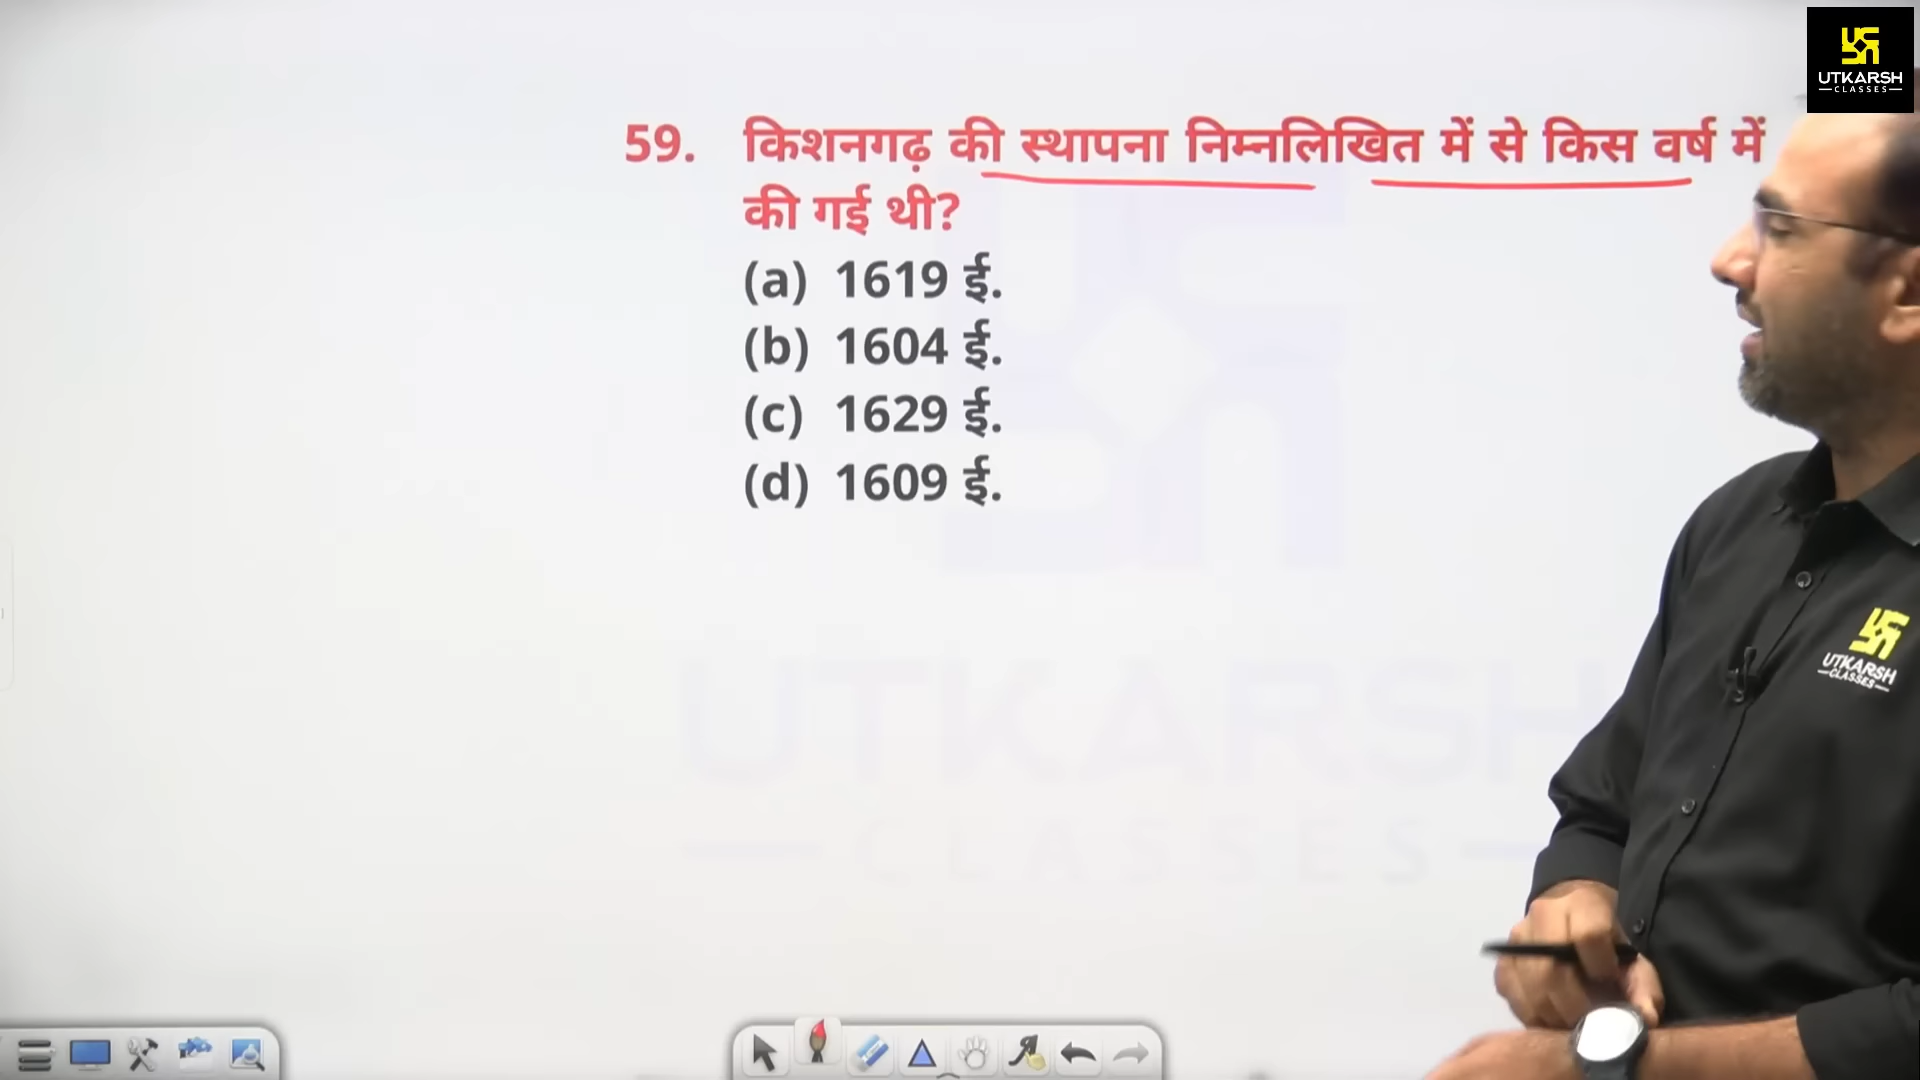 UTKARSH
CLASSES
59. किशनगढ़ की स्थापना निम्नलिखित में से किस वर्ष में
की गई थी?
(a) 1619 ई.
(b) 1604 ई.
(c) 1629 ई.
(d) 1609 ई.
UTKARSH
CLASSES
UTKARSH
CLASSES